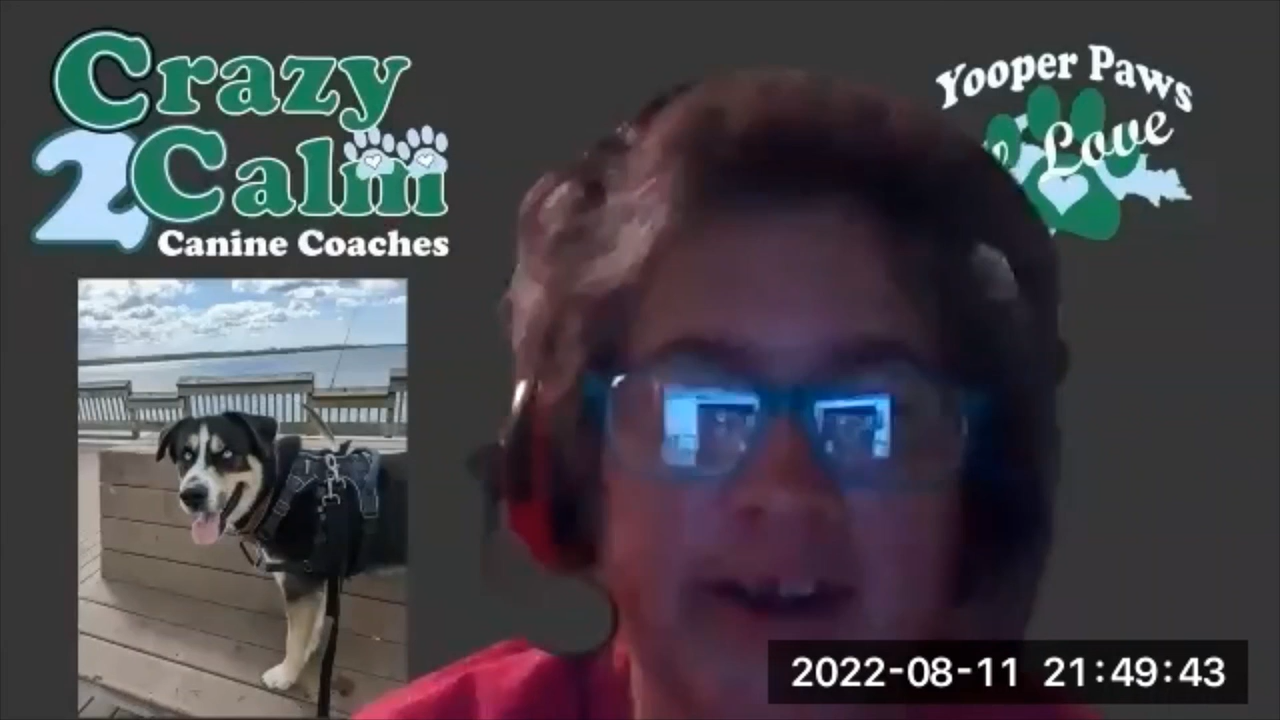 Crazy
2 Calm
Canine Coaches
Yooper Paws
Love
2022-08-11 21:49:43